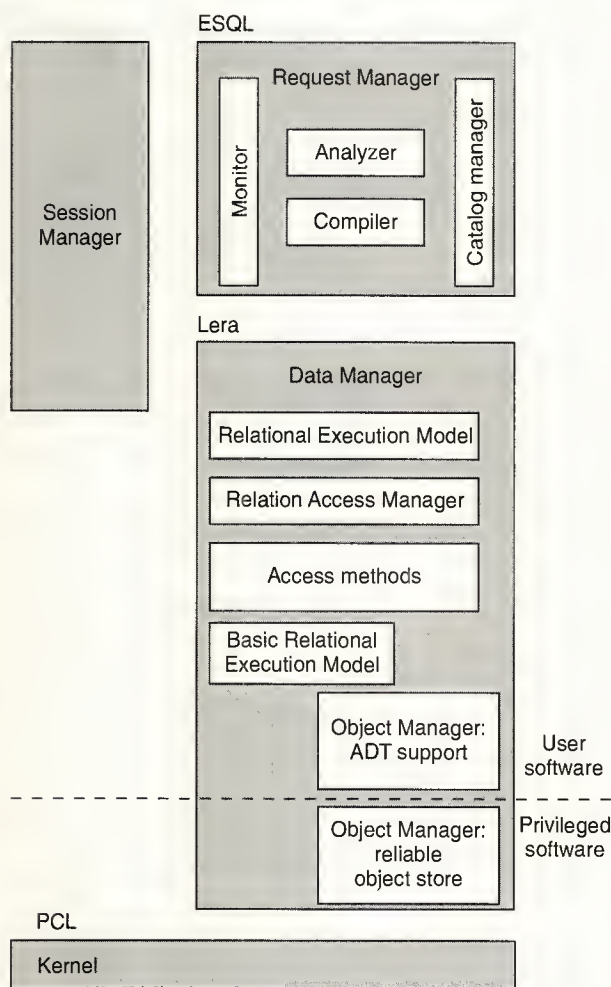 ESQL
Session
Manager
Request Manager
Monitor
Analyzer
Compiler
Catalog manager
Lera
Data Manager
Relational Execution Model
Relation Access Manager
Access methods
Basic Relational
Execution Model
Object Manager:
ADT support
User
software
Object Manager:
reliable
object store
Privileged
software
PCL
Kernel